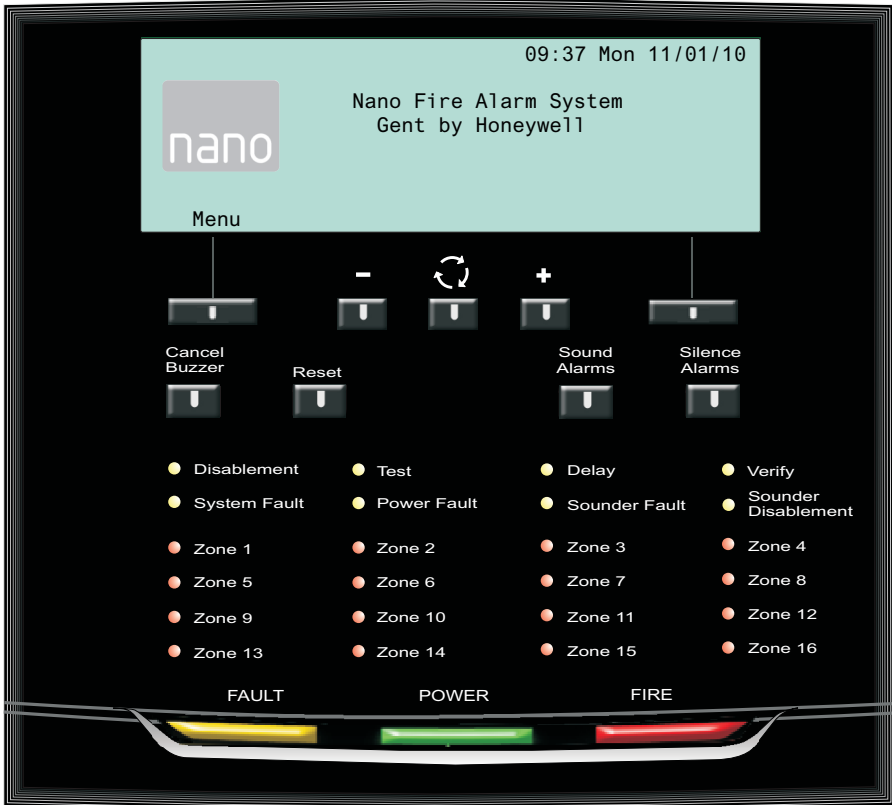 09:37 Mon 11/01/10
Nano Fire Alarm System
Gent by Honeywell
nano
Menu
- +
Cancel
Buzzer
Reset
Sound
Alarms
Silence
Alarms
Disablement Test Delay Verify
System Fault Power Fault Sounder Fault Sounder
Disablement
Zone 1 Zone 2 Zone 3 Zone 4
Zone 5 Zone 6 Zone 7 Zone 8
Zone 9 Zone 10 Zone 11 Zone 12
Zone 13 Zone 14 Zone 15 Zone 16
FAULT POWER FIRE